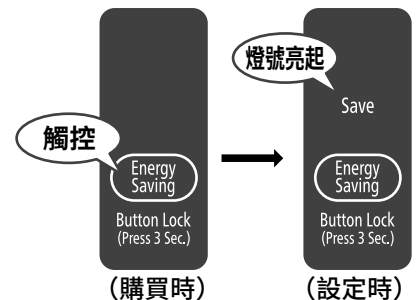 觸控
Energy
Saving
Button Lock
(Press 3 Sec.)
(購買時)
燈號亮起
Save
Energy
Saving
Button Lock
(Press 3 Sec.)
(設定時)